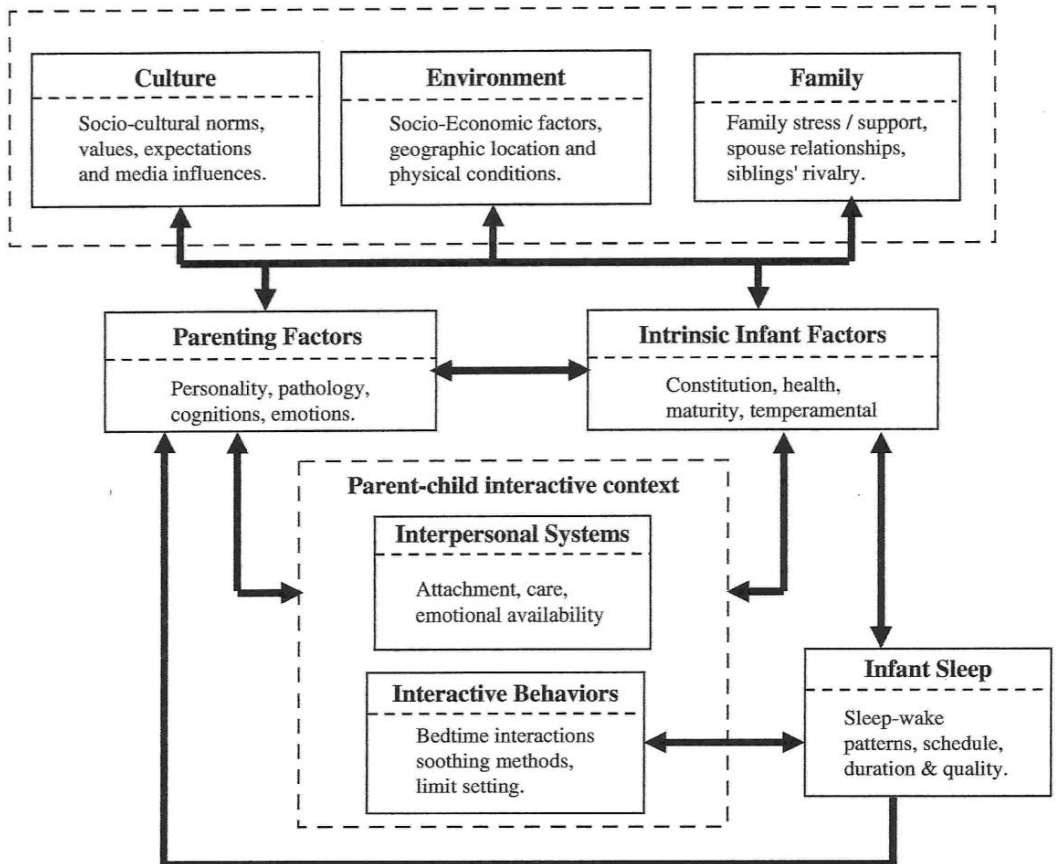 Culture
Socio-cultural norms,
values, expectations
and media influences.
Environment
Socio-Economic factors,
geographic location and
physical conditions.
Family
Family stress / support,
spouse relationships,
siblings' rivalry.
Parenting Factors
Personality, pathology,
cognitions, emotions.
Intrinsic Infant Factors
Constitution, health,
maturity, temperamental
Parent-child interactive context
Interpersonal Systems
Attachment, care,
emotional availability
Interactive Behaviors
Bedtime interactions
soothing methods,
limit setting.
Infant Sleep
Sleep-wake
patterns, schedule,
duration & quality.